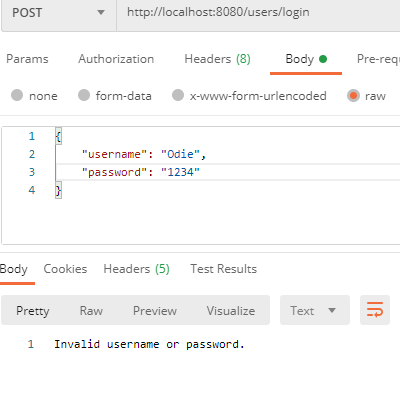 POST http://localhost:8080/users/login
Params Authorization Headers (8) Body Pre-req
none form-data x-www-form-urlencoded raw
1 {
2 "username": "Odie",
3 "password": "1234"
4 }
Body Cookies Headers (5) Test Results
Pretty Raw Preview Visualize Text
1 Invalid username or password.